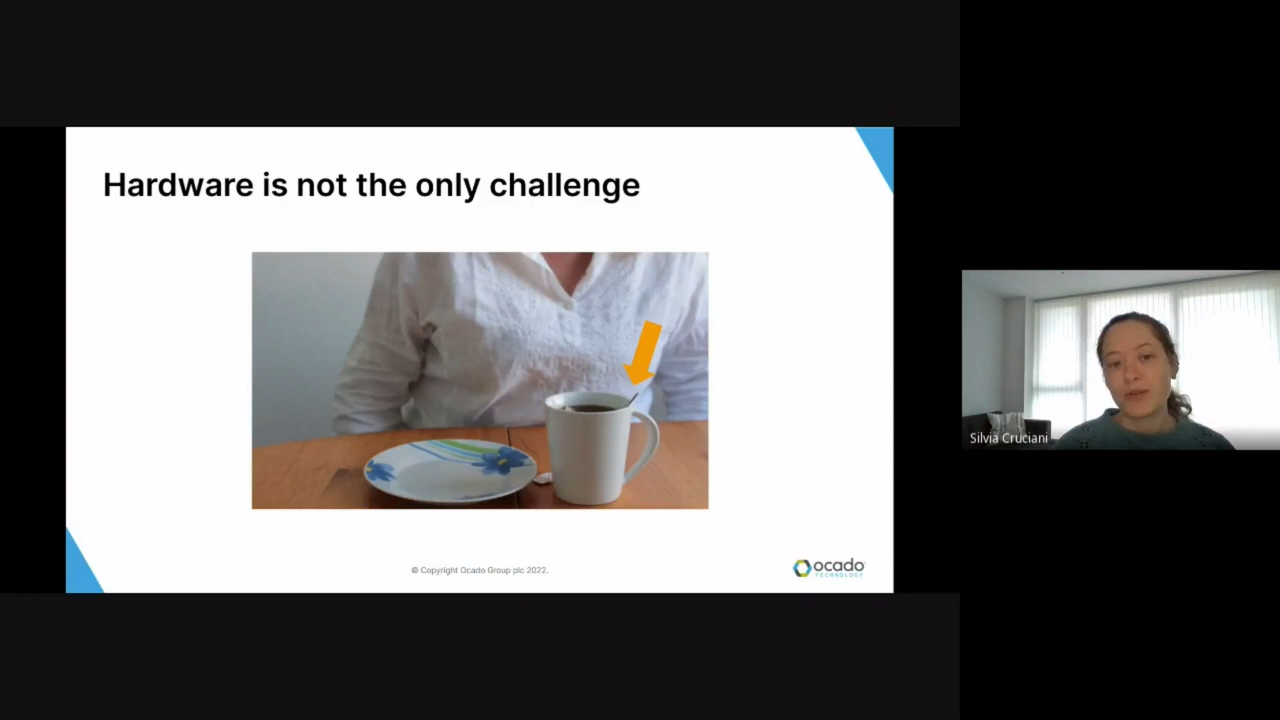 Hardware is not the only challenge
© Copyright Ocado Group plc 2022.
ocado
TECHNOLOGY
Silvia Cruciani